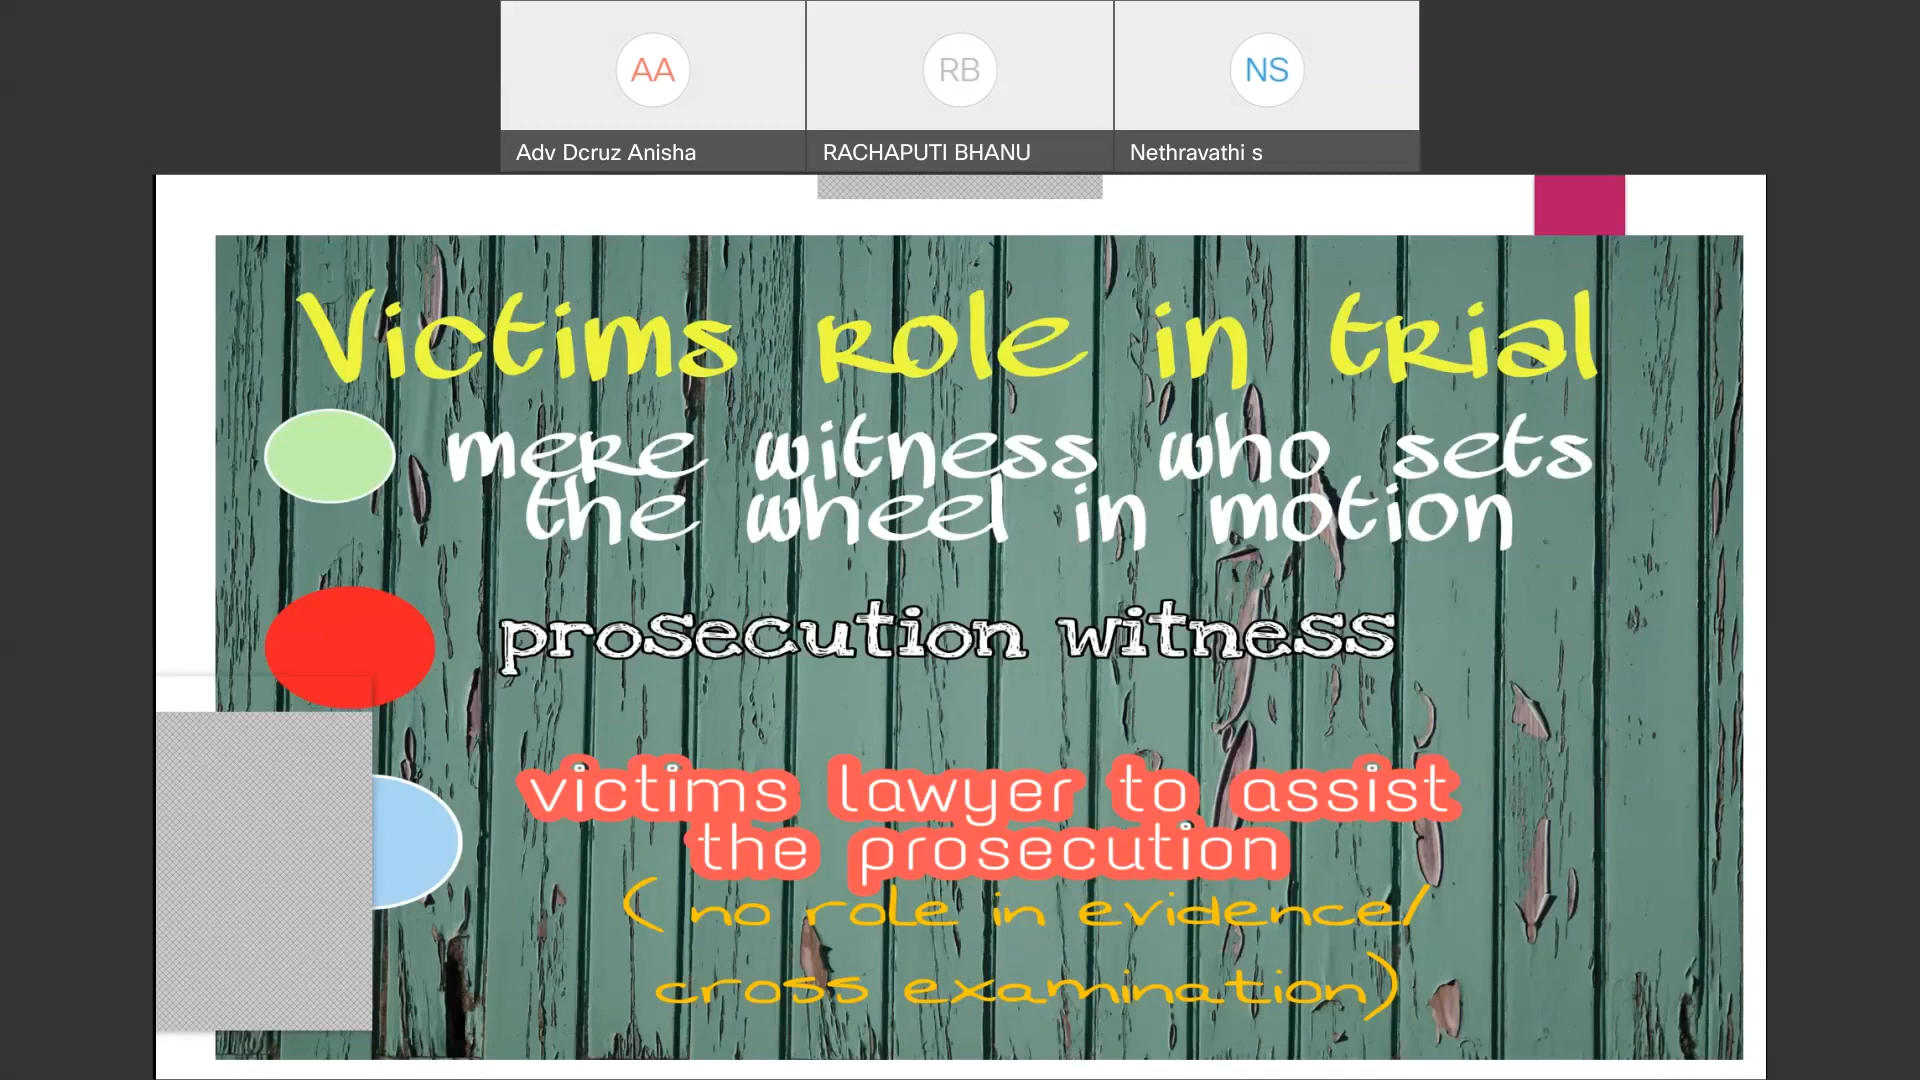 AA
RB
NS
Adv Dcruz Anisha
RACHAPUTI BHANU
Nethravathi s
Victims role in trial
mere witness who sets
the wheel in motion
prosecution witness
victims lawyer to assist
the prosecution
( no role in evidence/
cross examination)